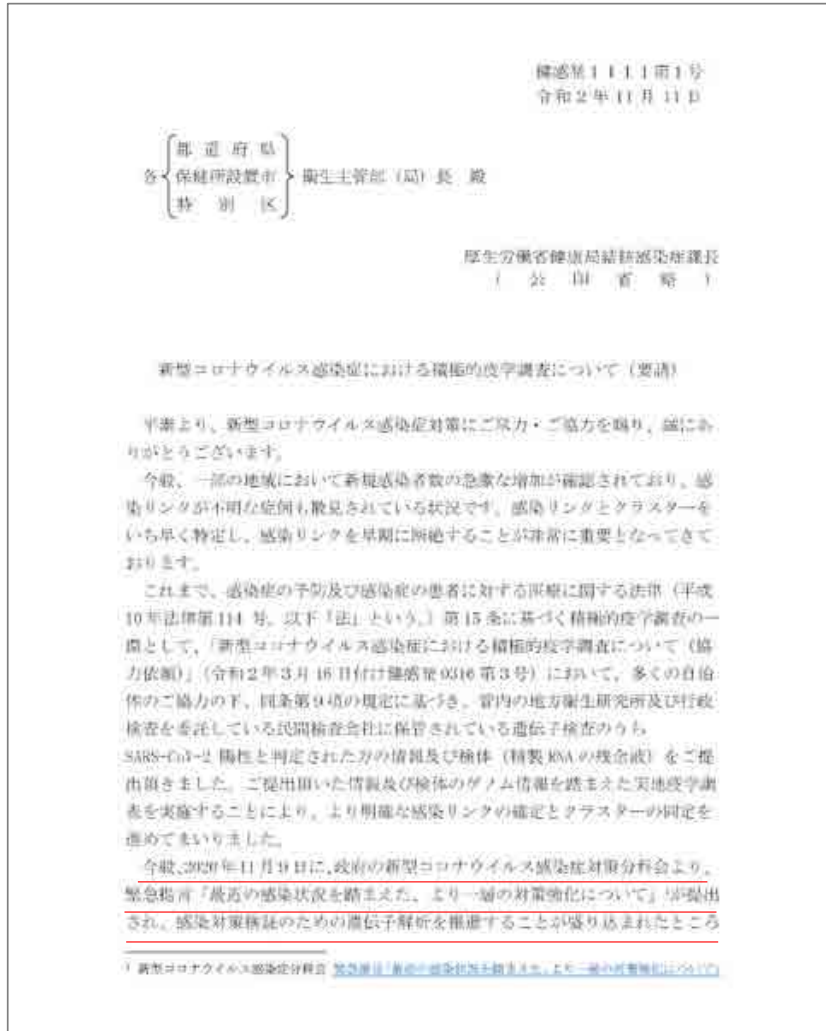 健感発1111第1号
令和2年11月11日
都道府県
各 保健所設置市 衛生主管部（局）長 殿
特別区
厚生労働省健康局結核感染症課長
（公印省略）
新型コロナウイルス感染症における積極的疫学調査について（要請）
平素より、新型コロナウイルス感染症対策にご尽力・ご協力を賜り、誠にあ
りがとうございます。
今般、一部の地域において新規感染者数の急激な増加が確認されており、感
染リンクが不明な症例も散見されている状況です。感染リンクとクラスターを
いち早く特定し、感染リンクを早期に断絶することが非常に重要となってきて
おります。
これまで、感染症の予防及び感染症の患者に対する医療に関する法律（平成
10年法律第114号。以下「法」という。）第15条に基づく積極的疫学調査の一
環として、「新型コロナウイルス感染症における積極的疫学調査について（協
力依頼）」（令和2年3月16日付け健感発0316第3号）において、多くの自治
体のご協力の下、同条第9項の規定に基づき、管内の地方衛生研究所及び行政
検査を委託している民間検査会社に保管されている遺伝子検査のうち
SARS-CoV-2 陽性と判定された方の情報及び検体（精製RNAの残余液）をご提
出頂きました。ご提出頂いた情報及び検体のゲノム情報を踏まえた実地疫学調
査を実施することにより、より明確な感染リンクの確定とクラスターの同定を
進めてまいりました。
今般、2020年11月9日に、政府の新型コロナウイルス感染症対策分科会より、
緊急提言「最近の感染状況を踏まえた、より一層の対策強化について」1が提出
され、感染対策検証のための遺伝子解析を推進することが盛り込まれたところ
1 新型コロナウイルス感染症分科会 緊急提言「最近の感染状況を踏まえた、より一層の対策強化について」